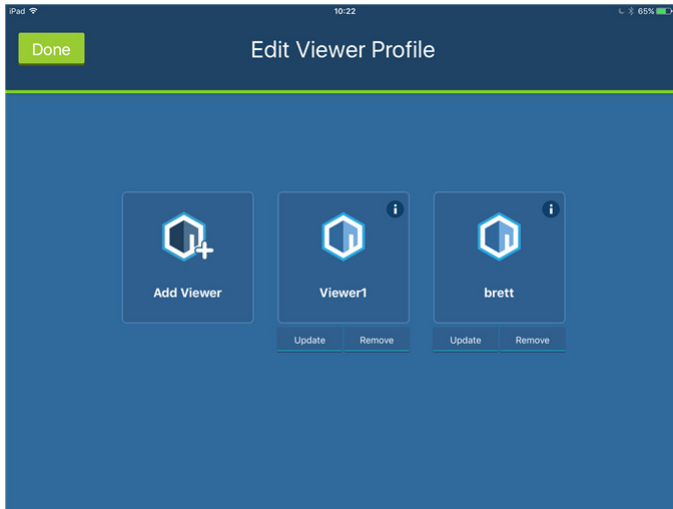 iPad 10:22 65%
Done Edit Viewer Profile
Add Viewer Viewer1 brett
Update Remove Update Remove